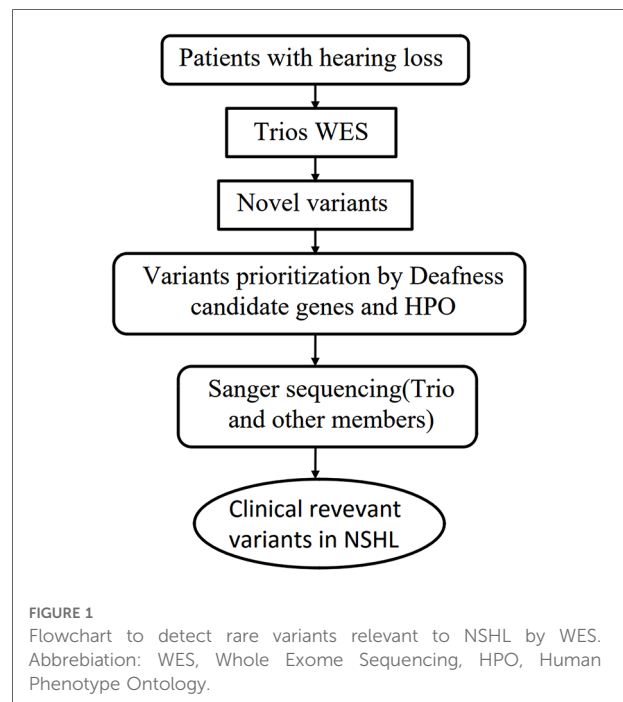 Patients with hearing loss
Trios WES
Novel variants
Variants prioritization by Deafness
candidate genes and HPO
Sanger sequencing(Trio
and other members)
Clinical revevant
variants in NSHL
FIGURE 1
Flowchart to detect rare variants relevant to NSHL by WES.
Abbrebiation: WES, Whole Exome Sequencing, HPO, Human
Phenotype Ontology.